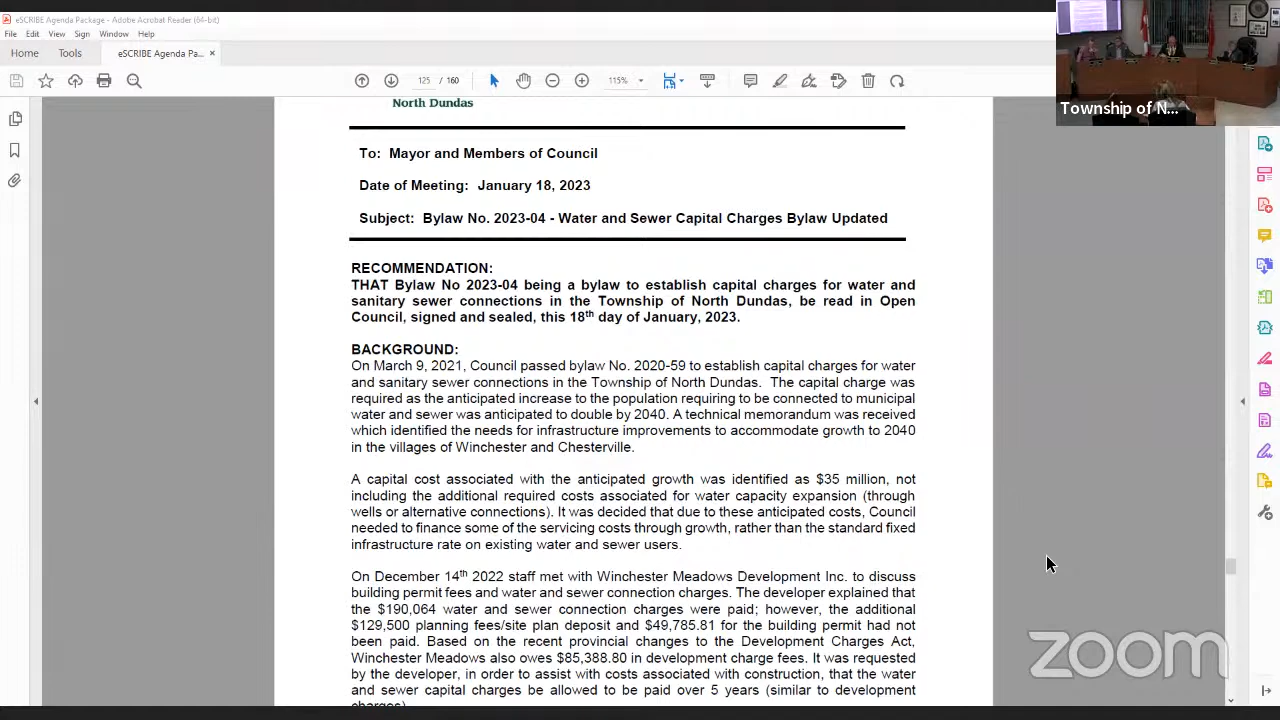 eSCRIBE Agenda Package - Adobe Acrobat Reader (64-bit)
File Edit View Sign Window Help
Home Tools eSCRIBE Agenda Pa... ×
125 / 160 115%
Township of N...
North Dundas
To: Mayor and Members of Council
Date of Meeting: January 18, 2023
Subject: Bylaw No. 2023-04 - Water and Sewer Capital Charges Bylaw Updated
RECOMMENDATION:
THAT Bylaw No 2023-04 being a bylaw to establish capital charges for water and
sanitary sewer connections in the Township of North Dundas, be read in Open
Council, signed and sealed, this 18th day of January, 2023.
BACKGROUND:
On March 9, 2021, Council passed bylaw No. 2020-59 to establish capital charges for water
and sanitary sewer connections in the Township of North Dundas. The capital charge was
required as the anticipated increase to the population requiring to be connected to municipal
water and sewer was anticipated to double by 2040. A technical memorandum was received
which identified the needs for infrastructure improvements to accommodate growth to 2040
in the villages of Winchester and Chesterville.
A capital cost associated with the anticipated growth was identified as $35 million, not
including the additional required costs associated for water capacity expansion (through
wells or alternative connections). It was decided that due to these anticipated costs, Council
needed to finance some of the servicing costs through growth, rather than the standard fixed
infrastructure rate on existing water and sewer users.
On December 14th 2022 staff met with Winchester Meadows Development Inc. to discuss
building permit fees and water and sewer connection charges. The developer explained that
the $190,064 water and sewer connection charges were paid; however, the additional
$129,500 planning fees/site plan deposit and $49,785.81 for the building permit had not
been paid. Based on the recent provincial changes to the Development Charges Act,
Winchester Meadows also owes $85,388.80 in development charge fees. It was requested
by the developer, in order to assist with costs associated with construction, that the water
and sewer capital charges be allowed to be paid over 5 years (similar to development
charges)
zoom